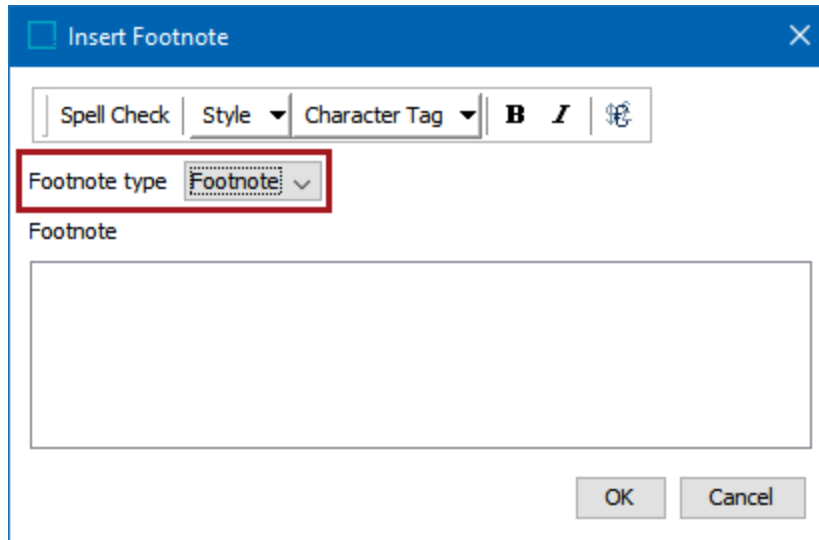 Insert Footnote
Spell Check Style Character Tag B I
Footnote type Footnote
Footnote
OK Cancel